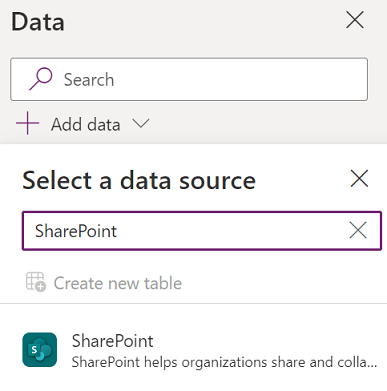 Data
Search
Add data
Select a data source
SharePoint
Create new table
S
SharePoint
SharePoint helps organizations share and colla...